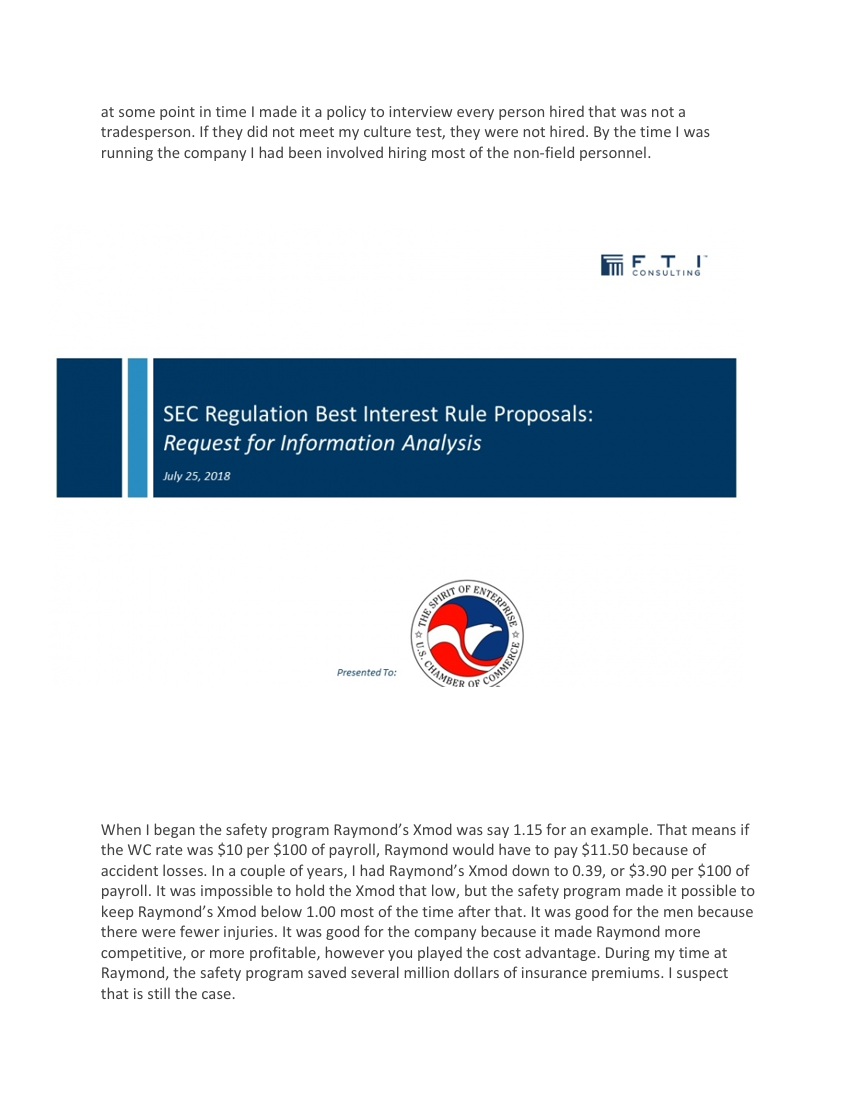 at some point in time I made it a policy to interview every person hired that was not a
tradesperson. If they did not meet my culture test, they were not hired. By the time I was
running the company I had been involved hiring most of the non-field personnel.
F T I™
CONSULTING
SEC Regulation Best Interest Rule Proposals:
Request for Information Analysis
July 25, 2018
THE SPIRIT OF ENTERPRISE
U.S. CHAMBER OF COMMERCE
Presented To:
When I began the safety program Raymond’s Xmod was say 1.15 for an example. That means if
the WC rate was $10 per $100 of payroll, Raymond would have to pay $11.50 because of
accident losses. In a couple of years, I had Raymond’s Xmod down to 0.39, or $3.90 per $100 of
payroll. It was impossible to hold the Xmod that low, but the safety program made it possible to
keep Raymond’s Xmod below 1.00 most of the time after that. It was good for the men because
there were fewer injuries. It was good for the company because it made Raymond more
competitive, or more profitable, however you played the cost advantage. During my time at
Raymond, the safety program saved several million dollars of insurance premiums. I suspect
that is still the case.